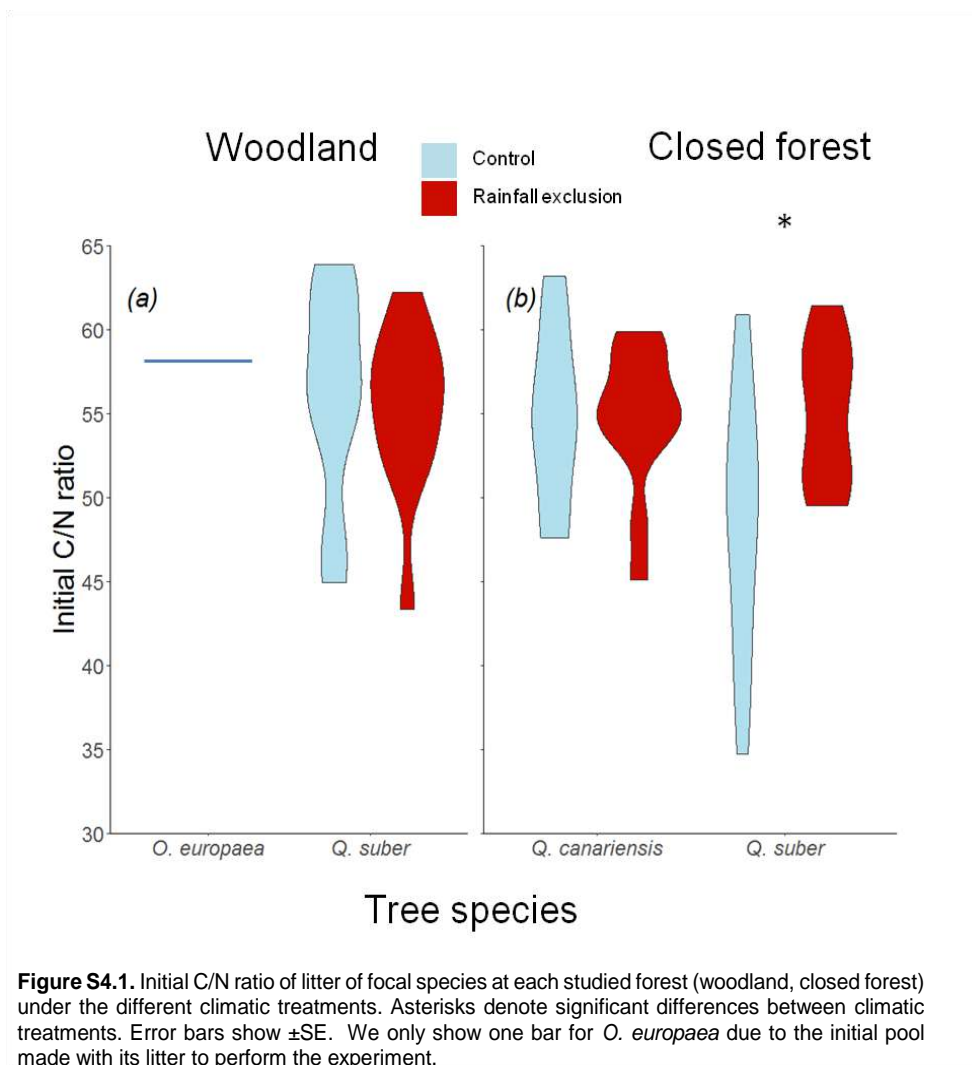 Woodland
Control
Rainfall exclusion
Closed forest
*
65
60
55
50
45
40
35
30
Initial C/N ratio
(a)
(b)
O. europaea
Q. suber
Q. canariensis
Q. suber
Tree species
Figure S4.1. Initial C/N ratio of litter of focal species at each studied forest (woodland, closed forest)
under the different climatic treatments. Asterisks denote significant differences between climatic
treatments. Error bars show ±SE. We only show one bar for O. europaea due to the initial pool
made with its litter to perform the experiment.